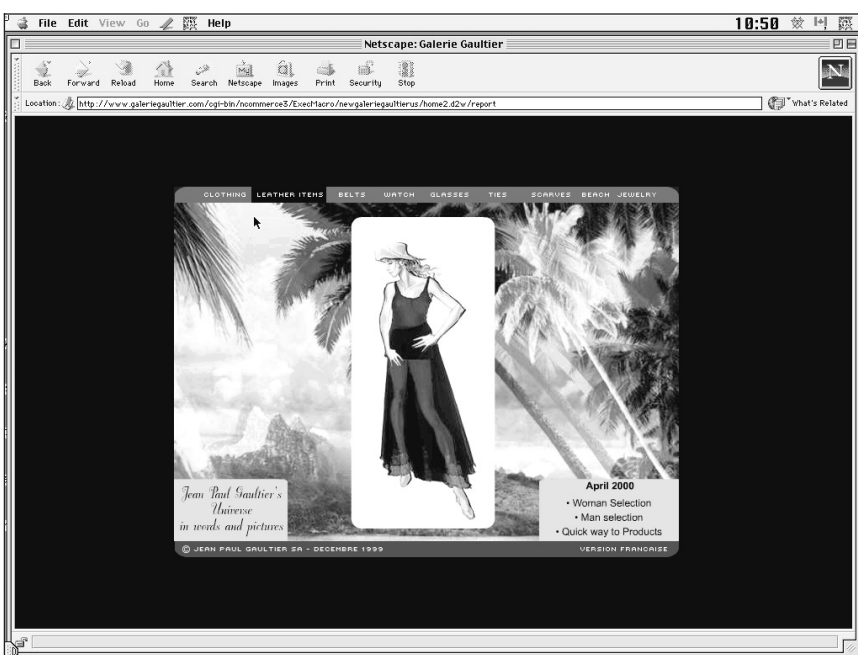 File Edit View Go Help 10:50
Netscape: Galerie Gaultier
Back Forward Reload Home Search Netscape Images Print Security Stop
N
Location: http://www.galeriegaultier.com/cgi-bin/ncommerce3/ExecMacro/newgaleriegaultierus/home2.d2w/report What's Related
CLOTHING LEATHER ITEMS BELTS WATCH GLASSES TIES SCARVES BEACH JEWELRY
Jean Paul Gaultier's
Universe
in words and pictures
April 2000
• Woman Selection
• Man selection
• Quick way to Products
© JEAN PAUL GAULTIER SA - DECEMBRE 1999 VERSION FRANCAISE